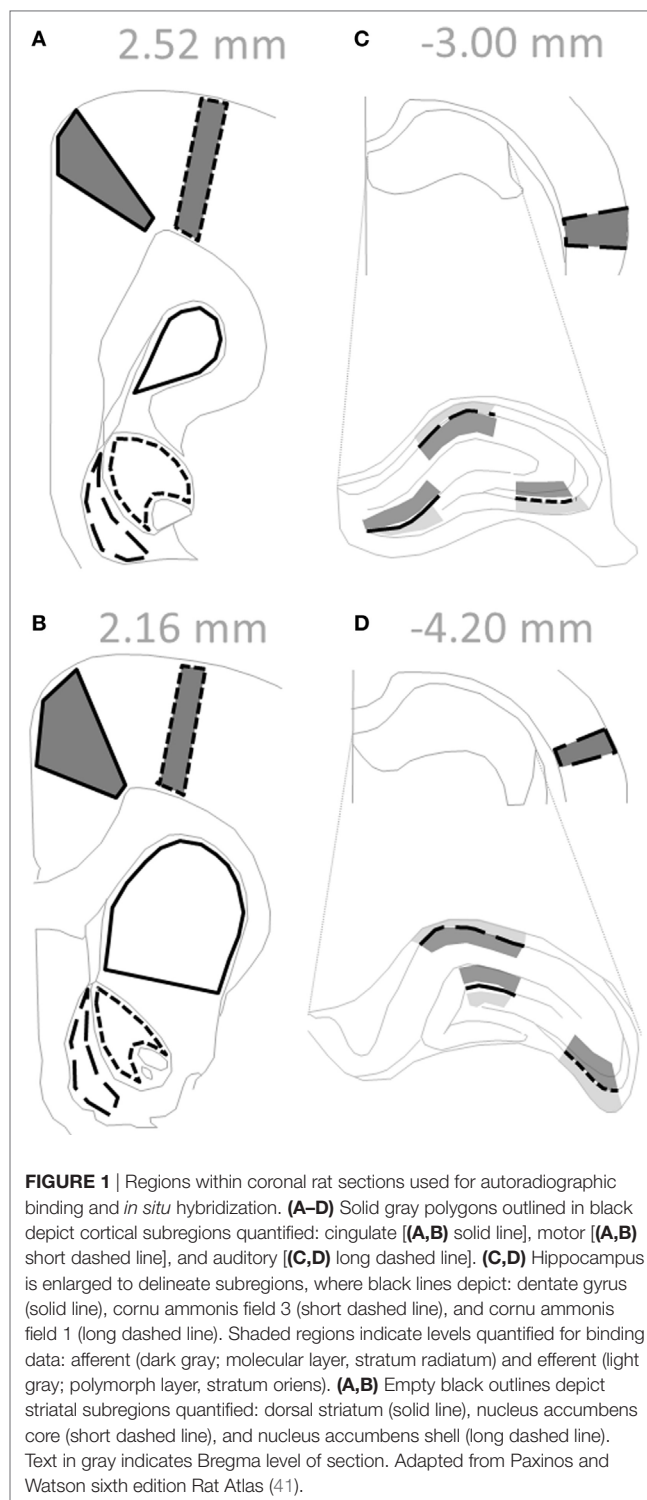 A 2.52 mm
C -3.00 mm
B 2.16 mm
D -4.20 mm
FIGURE 1 | Regions within coronal rat sections used for autoradiographic
binding and in situ hybridization. (A–D) Solid gray polygons outlined in black
depict cortical subregions quantified: cingulate [(A,B) solid line], motor [(A,B)
short dashed line], and auditory [(C,D) long dashed line]. (C,D) Hippocampus
is enlarged to delineate subregions, where black lines depict: dentate gyrus
(solid line), cornu ammonis field 3 (short dashed line), and cornu ammonis
field 1 (long dashed line). Shaded regions indicate levels quantified for binding
data: afferent (dark gray; molecular layer, stratum radiatum) and efferent (light
gray; polymorph layer, stratum oriens). (A,B) Empty black outlines depict
striatal subregions quantified: dorsal striatum (solid line), nucleus accumbens
core (short dashed line), and nucleus accumbens shell (long dashed line).
Text in gray indicates Bregma level of section. Adapted from Paxinos and
Watson sixth edition Rat Atlas (41).